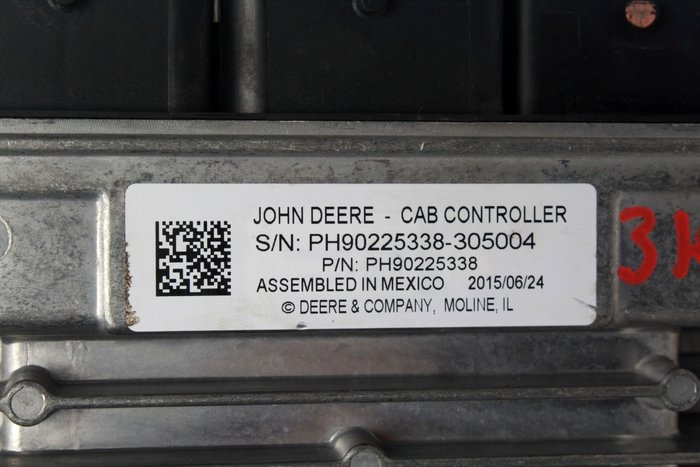 JOHN DEERE - CAB CONTROLLER
S/N: PH90225338-305004
P/N: PH90225338
ASSEMBLED IN MEXICO 2015/06/24
© DEERE & COMPANY, MOLINE, IL